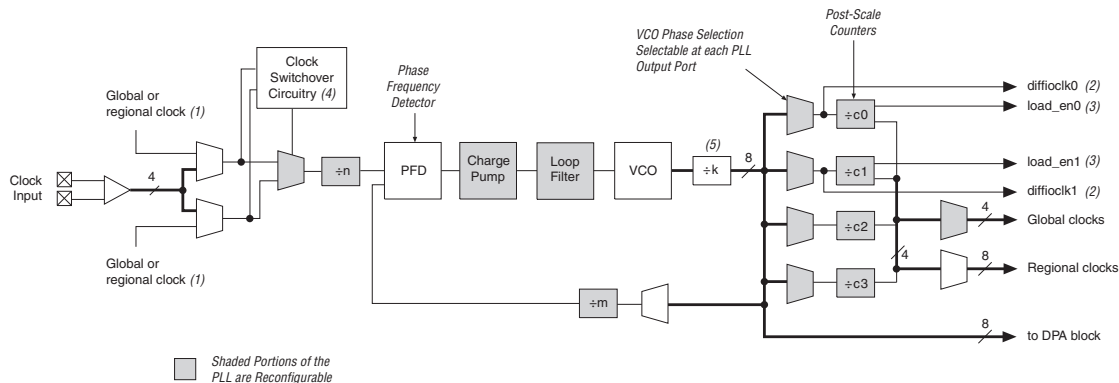 Post-Scale
Counters
VCO Phase Selection
Selectable at each PLL
Output Port
Clock
Switchover
Circuitry (4)
Phase
Frequency
Detector
diffioclk0 (2)
load_en0 (3)
Global or
regional clock (1)
÷c0
(5)
8
load_en1 (3)
÷n
PFD
Charge
Pump
Loop
Filter
VCO
÷k
÷c1
Clock
Input
4
diffioclk1 (2)
4
Global clocks
÷c2
4
8
Regional clocks
Global or
regional clock (1)
÷c3
÷m
8
to DPA block
Shaded Portions of the
PLL are Reconfigurable